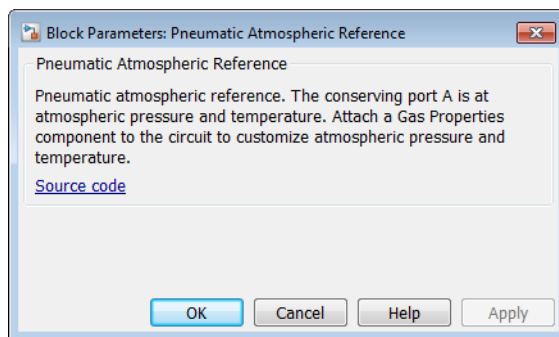 Block Parameters: Pneumatic Atmospheric Reference
Pneumatic Atmospheric Reference
Pneumatic atmospheric reference. The conserving port A is at
atmospheric pressure and temperature. Attach a Gas Properties
component to the circuit to customize atmospheric pressure and
temperature.
Source code
OK Cancel Help Apply